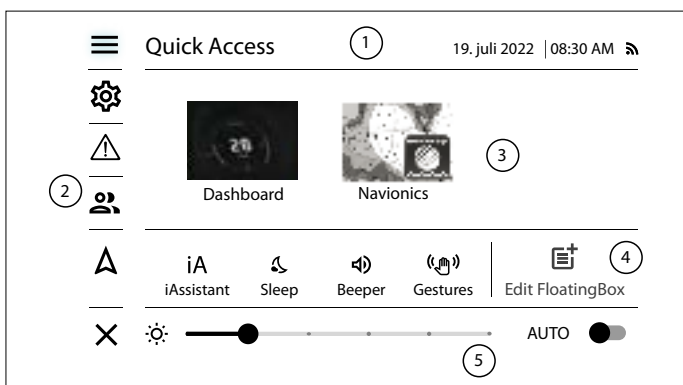 Quick Access
1
19. juli 2022
08:30 AM
3
Dashboard
Navionics
2
4
iA
iAssistant
Sleep
Beeper
Gestures
Edit FloatingBox
AUTO
5